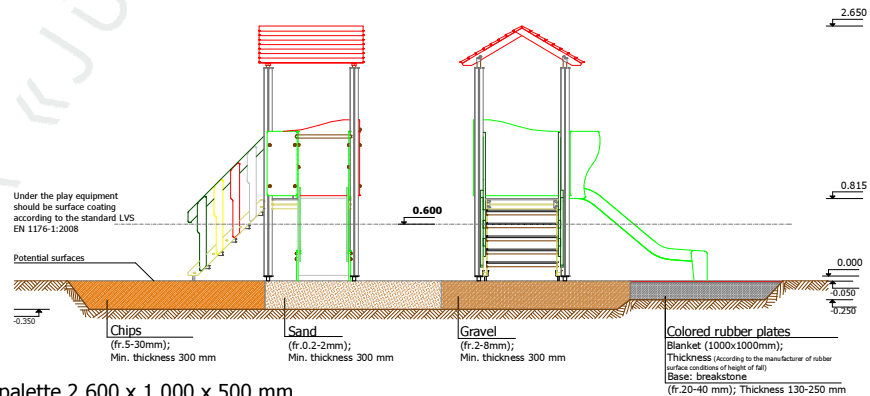 2.650
Under the play equipment
should be surface coating
according to the standard LVS
EN 1176-1:2008
0.815
0.600
Potential surfaces
0.000
-0.050
-0.250
-0.350
Chips
(fr.5-30mm);
Min. thickness 300 mm
Sand
(fr.0.2-2mm);
Min. thickness 300 mm
Gravel
(fr.2-8mm);
Min. thickness 300 mm
Colored rubber plates
Blanket (1000x1000mm);
Thickness (According to the manufacturer of rubber
surface conditions of height of fall)
Base: breakstone
(fr.20-40 mm); Thickness 130-250 mm
palette 2 600 x 1 000 x 500 mm